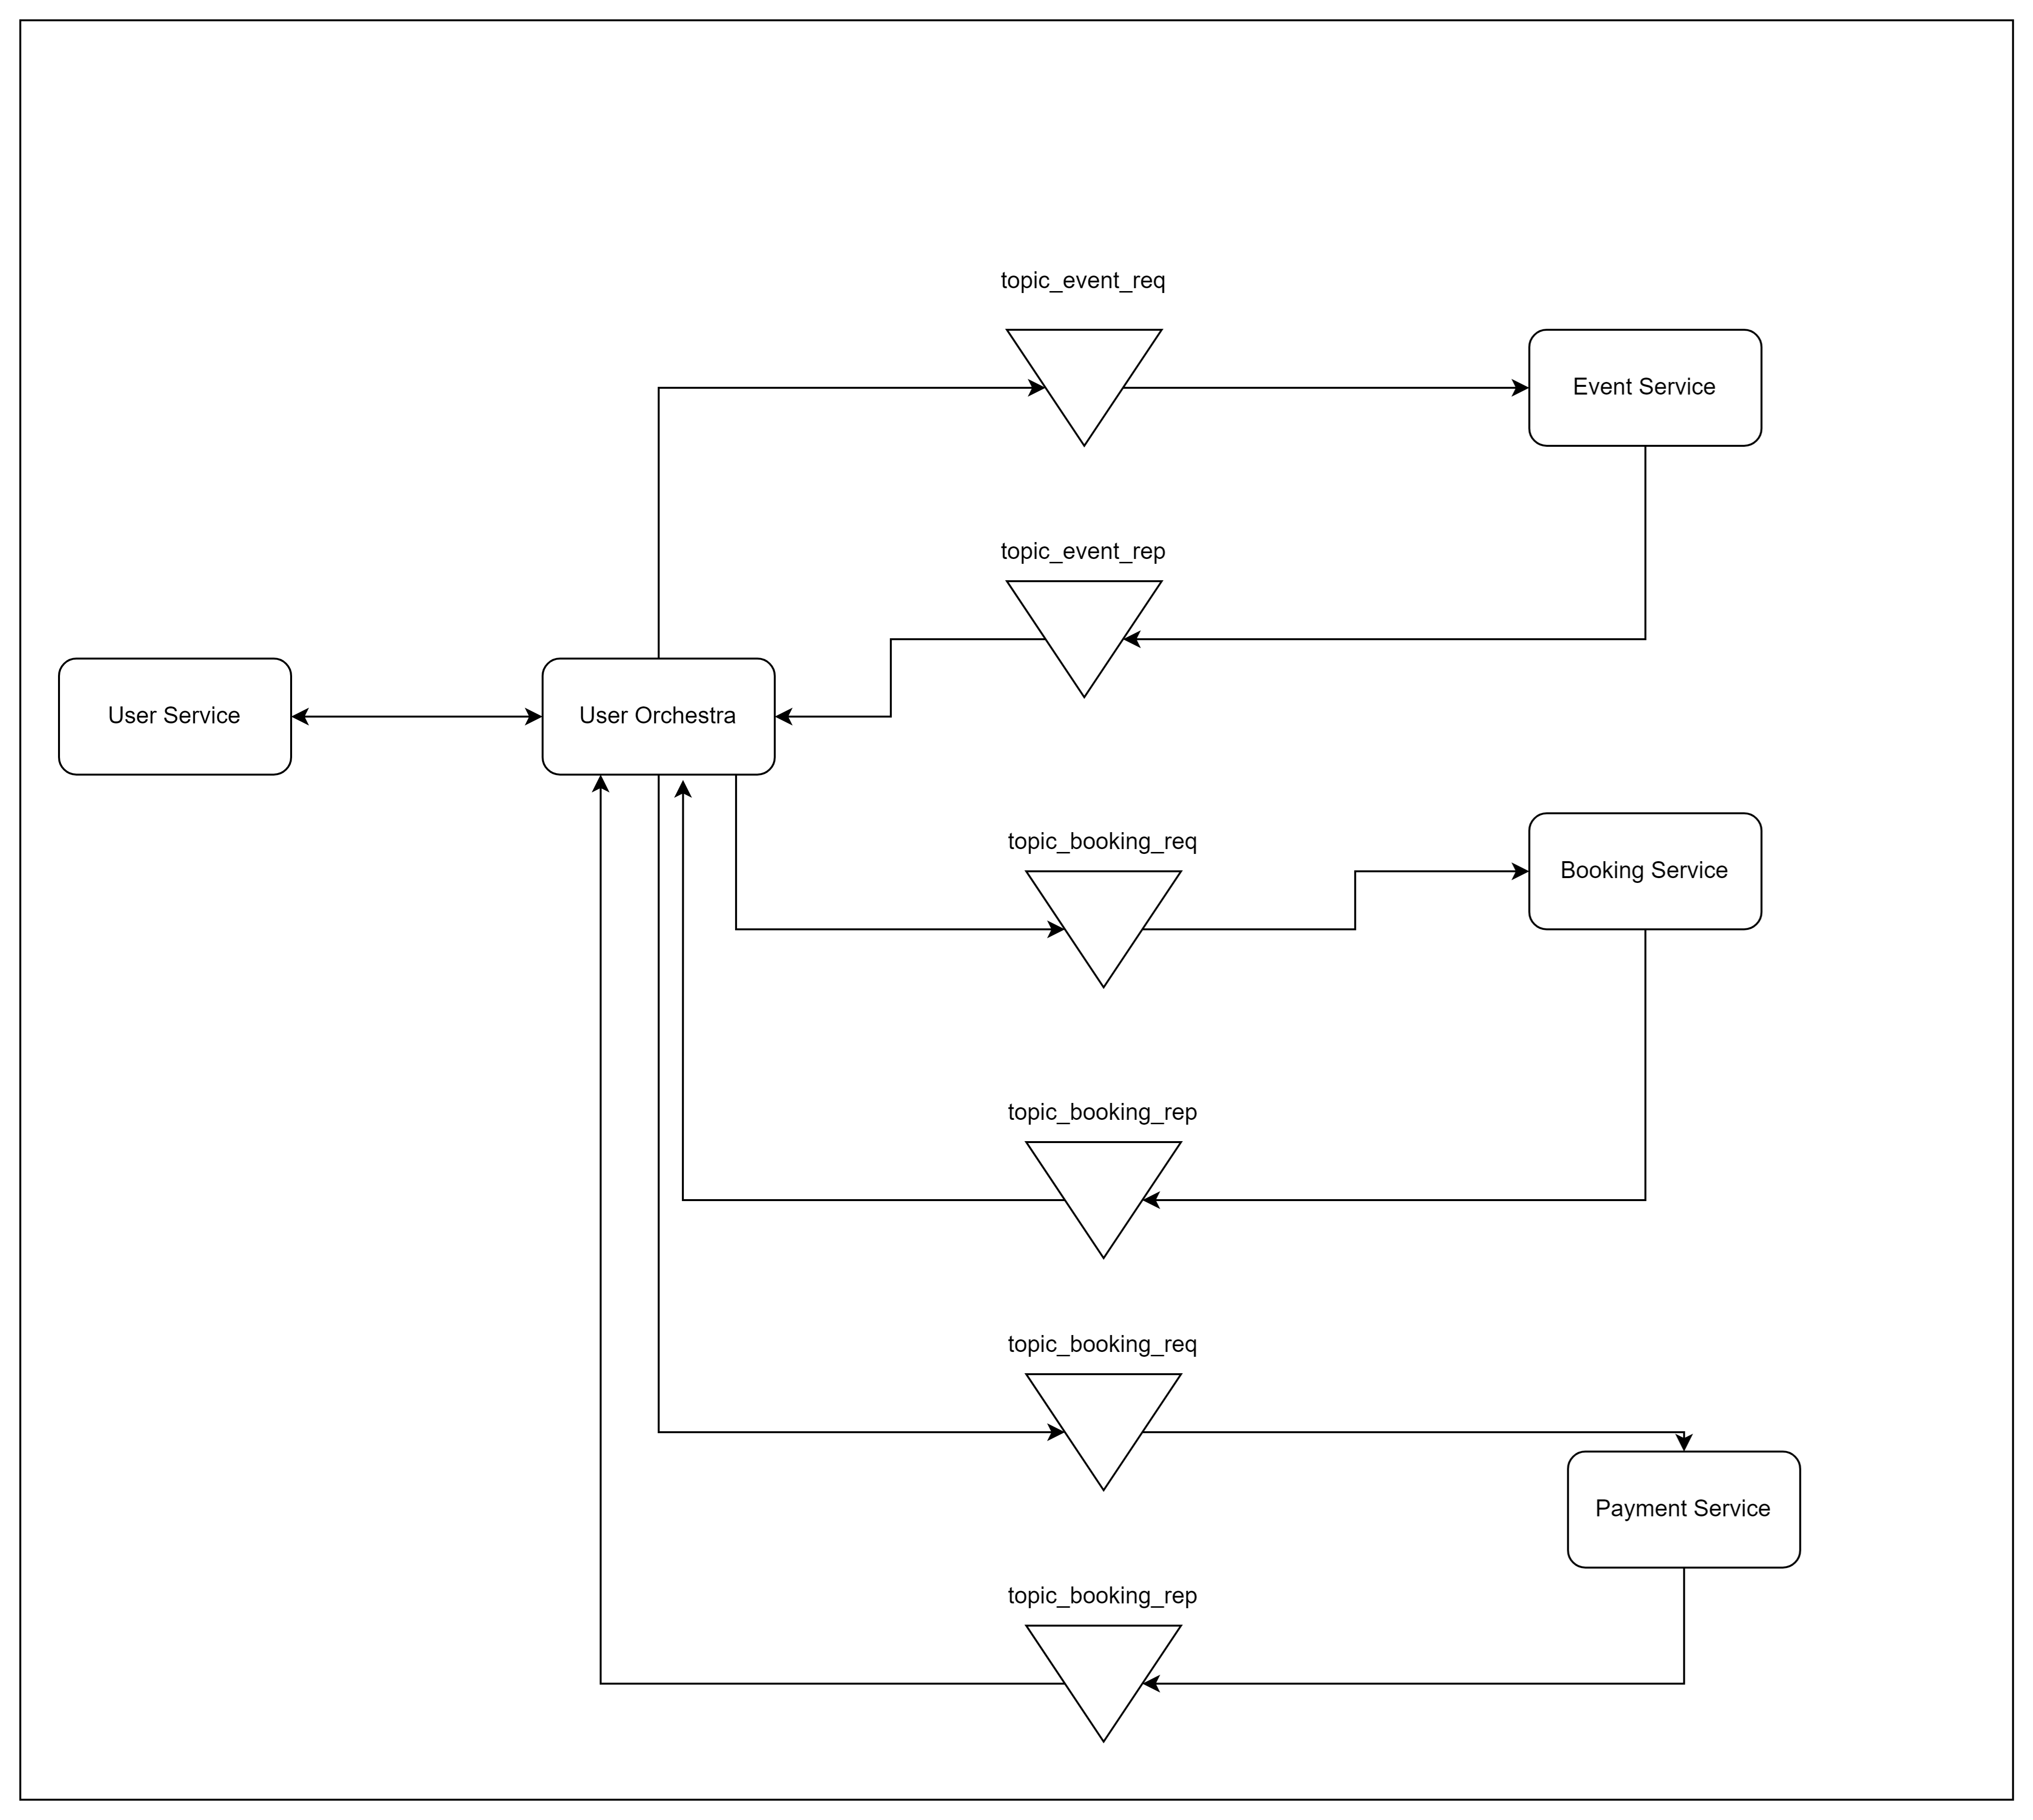 topic_event_req
Event Service
topic_event_rep
User Service
User Orchestra
topic_booking_req
Booking Service
topic_booking_rep
topic_booking_req
Payment Service
topic_booking_rep